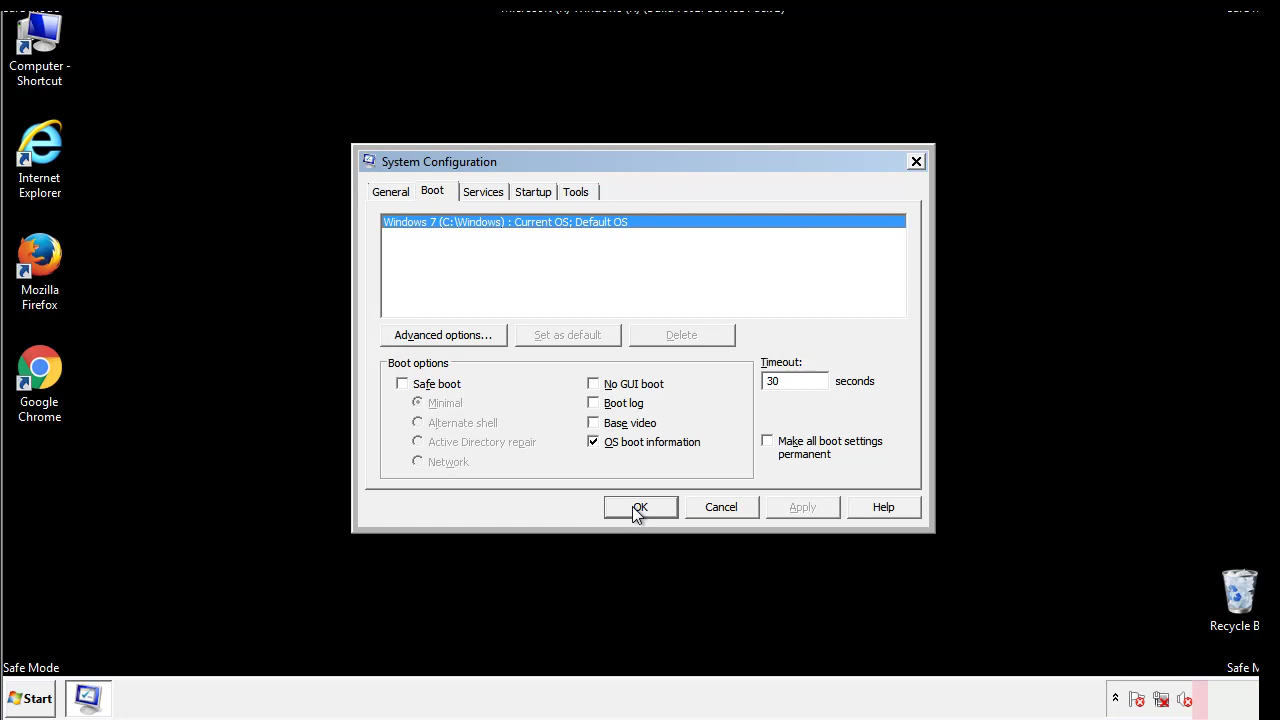 Computer -
Shortcut
Internet
Explorer
Mozilla
Firefox
Google
Chrome
System Configuration
General Boot Services Startup Tools
Windows 7 (C:\Windows) : Current OS; Default OS
Advanced options... Set as default Delete
Boot options
Safe boot
Minimal
Alternate shell
Active Directory repair
Network
No GUI boot
Boot log
Base video
OS boot information
Timeout:
30 seconds
Make all boot settings
permanent
OK Cancel Apply Help
Recycle B
Safe Mode
Safe M
Start